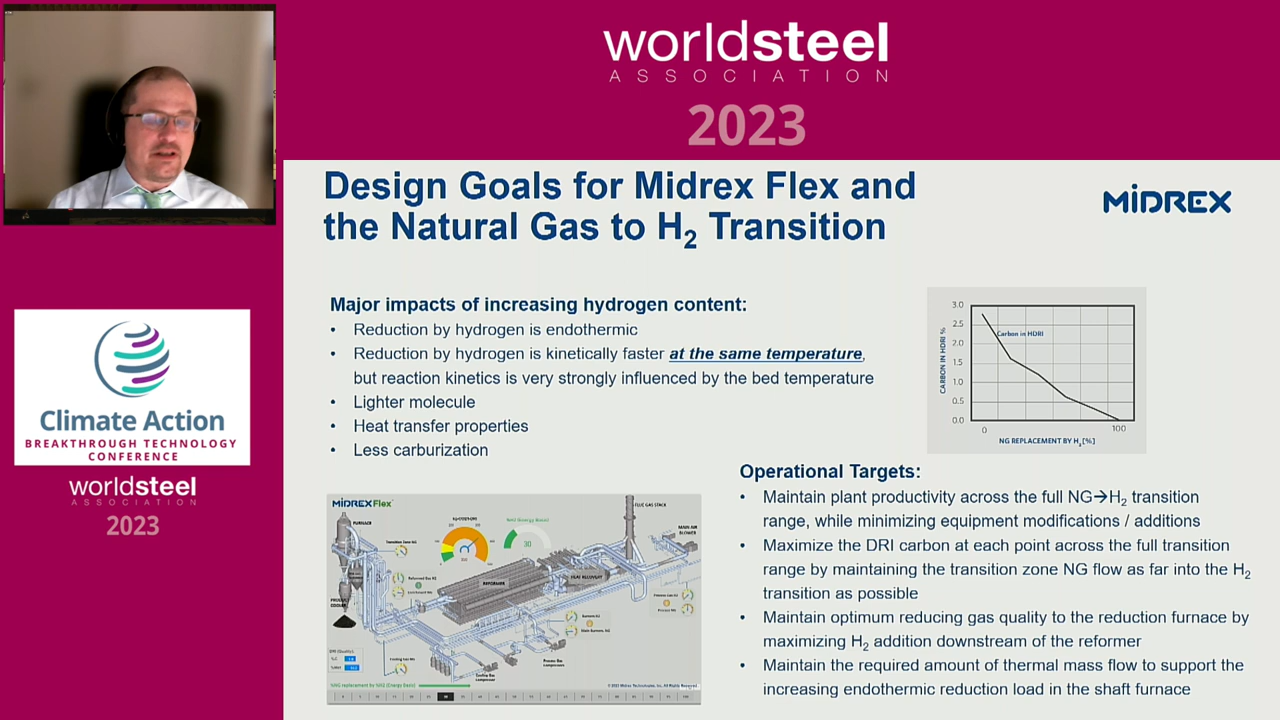 worldsteel
ASSOCIATION
2023
Design Goals for Midrex Flex and
the Natural Gas to H₂ Transition
MIDREX
Major impacts of increasing hydrogen content:
• Reduction by hydrogen is endothermic
• Reduction by hydrogen is kinetically faster at the same temperature,
but reaction kinetics is very strongly influenced by the bed temperature
• Lighter molecule
• Heat transfer properties
• Less carburization
3.0
2.5
2.0
1.5
1.0
0.5
0.0
CARBON IN HDRI %
Carbon in HDRI
0
100
NG REPLACEMENT BY H₂[%]
Operational Targets:
• Maintain plant productivity across the full NG→H₂ transition
range, while minimizing equipment modifications / additions
• Maximize the DRI carbon at each point across the full transition
range by maintaining the transition zone NG flow as far into the H₂
transition as possible
• Maintain optimum reducing gas quality to the reduction furnace by
maximizing H₂ addition downstream of the reformer
• Maintain the required amount of thermal mass flow to support the
increasing endothermic reduction load in the shaft furnace
MIDREX Flex
FURNACE
FLUE GAS STACK
MAIN AIR
BLOWER
REFORMER
HEAT RECOVERY
30
Climate Action
BREAKTHROUGH TECHNOLOGY
CONFERENCE
worldsteel
ASSOCIATION
2023